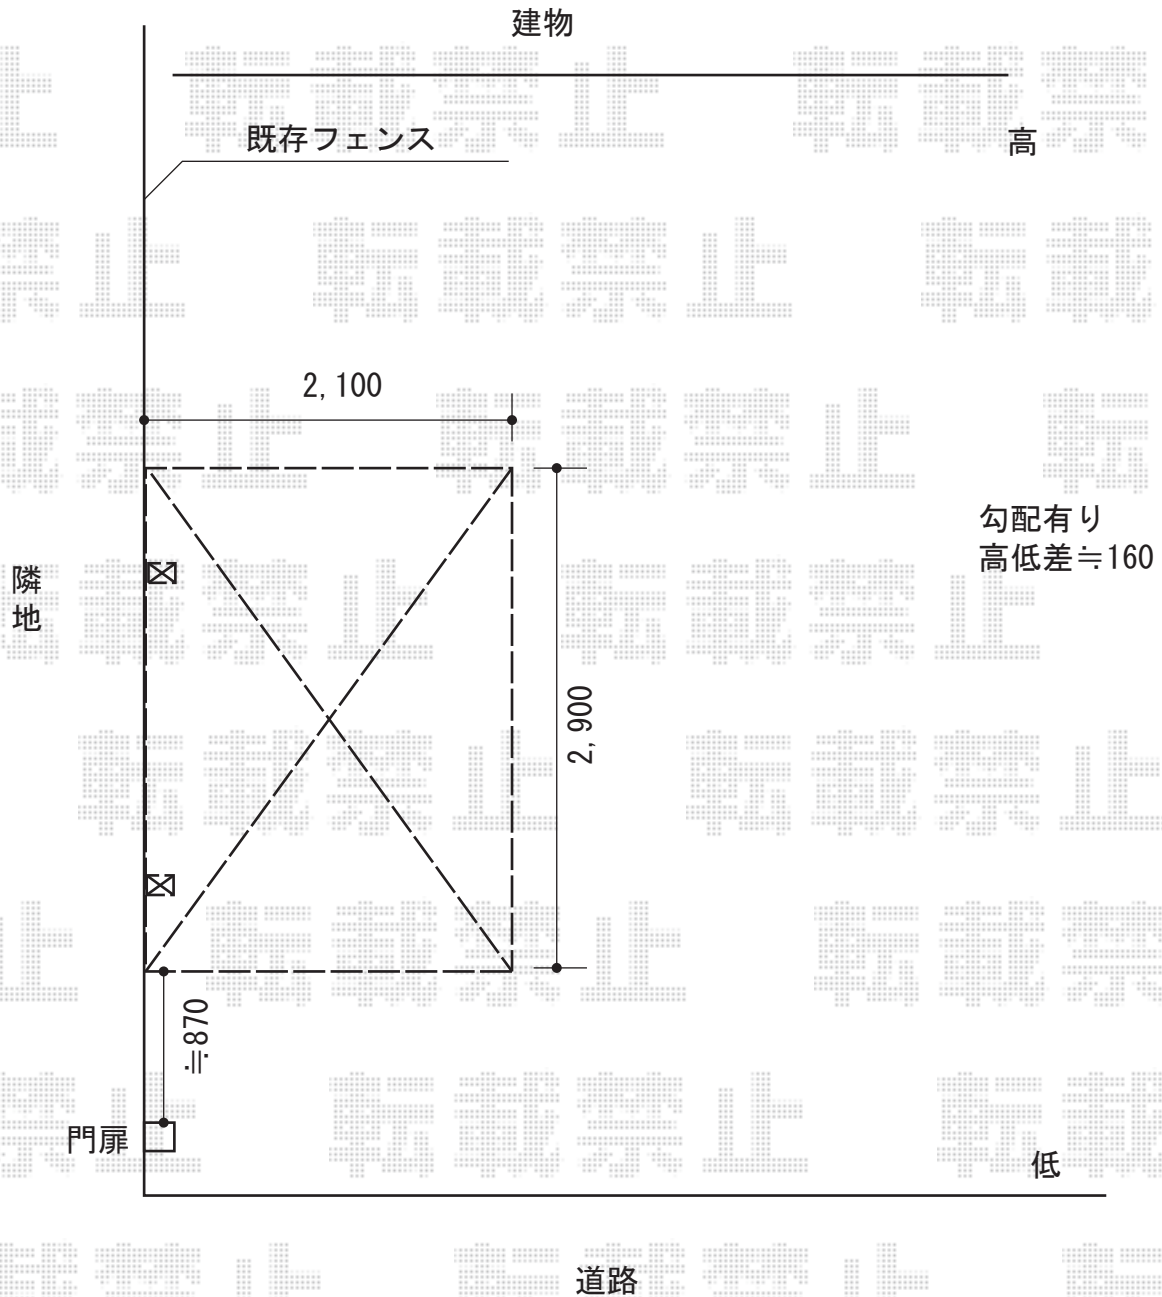 建物
既存フェンス
高
2,100
勾配有り
高低差≒160
隣地
2,900
≒870
門扉
低
道路
転載禁止